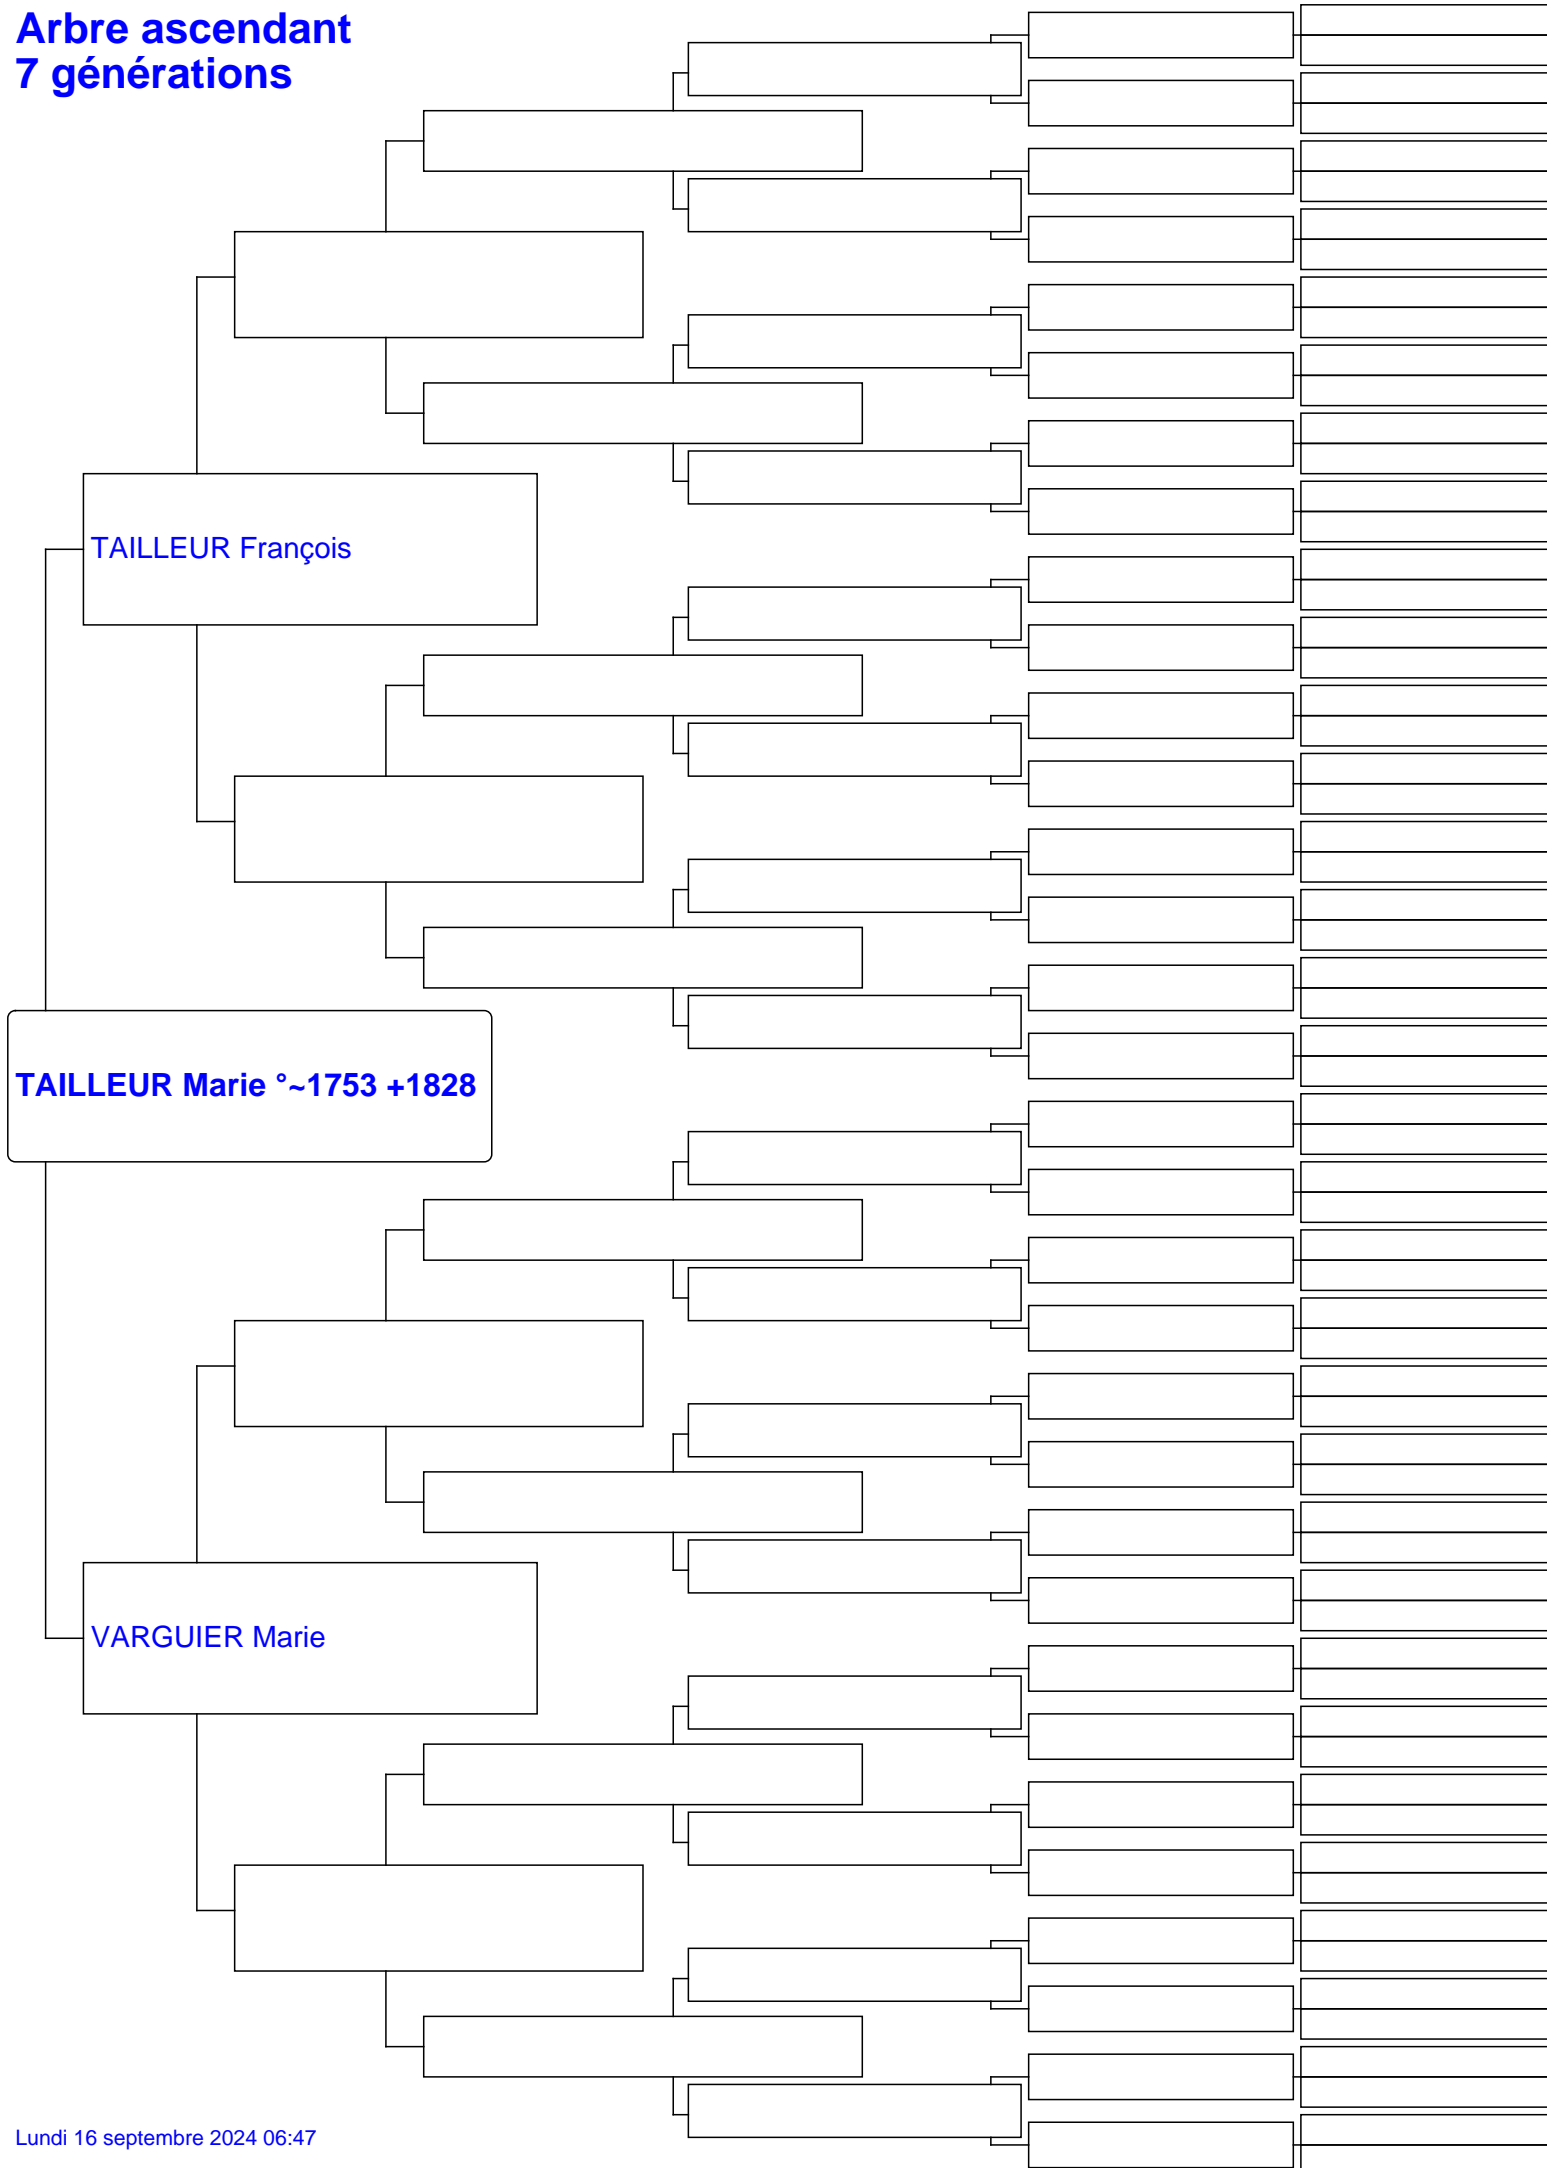 Arbre ascendant
7 générations
TAILLEUR François
TAILLEUR Marie °~1753 +1828
VARGUIER Marie
Lundi 16 septembre 2024 06:47